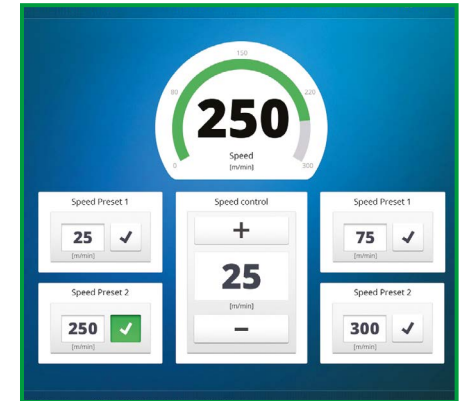 150
80
220
250
Speed
[m/min]
0
300
Speed Preset 1
25
[m/min]
Speed control
+
25
[m/min]
−
Speed Preset 1
75
[m/min]
Speed Preset 2
250
[m/min]
Speed Preset 2
300
[m/min]